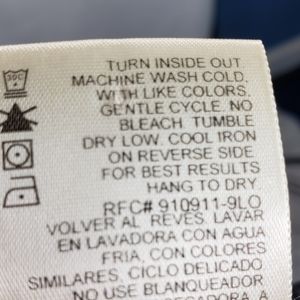 30C
TURN INSIDE OUT.
MACHINE WASH COLD,
WITH LIKE COLORS,
GENTLE CYCLE. NO
BLEACH. TUMBLE
DRY LOW. COOL IRON
ON REVERSE SIDE.
FOR BEST RESULTS
HANG TO DRY.
RFC# 910911-9LO
VOLVER AL REVES. LAVAR
EN LAVADORA CON AGUA
FRIA, CON COLORES
SIMILARES, CICLO DELICADO
NO USE BLANQUEADOR